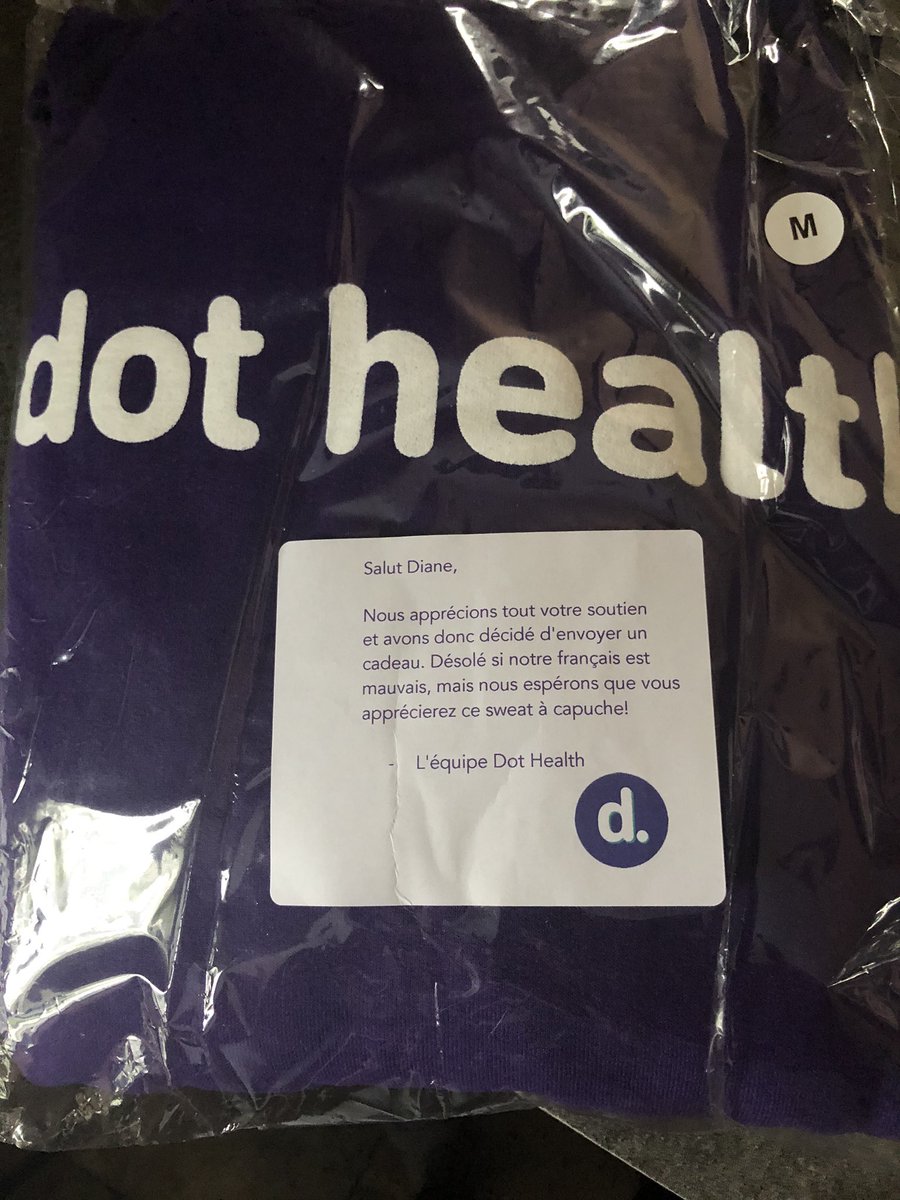 M
dot health
Salut Diane,
Nous apprécions tout votre soutien
et avons donc décidé d'envoyer un
cadeau. Désolé si notre français est
mauvais, mais nous espérons que vous
apprécierez ce sweat à capuche!
- L'équipe Dot Health
d.